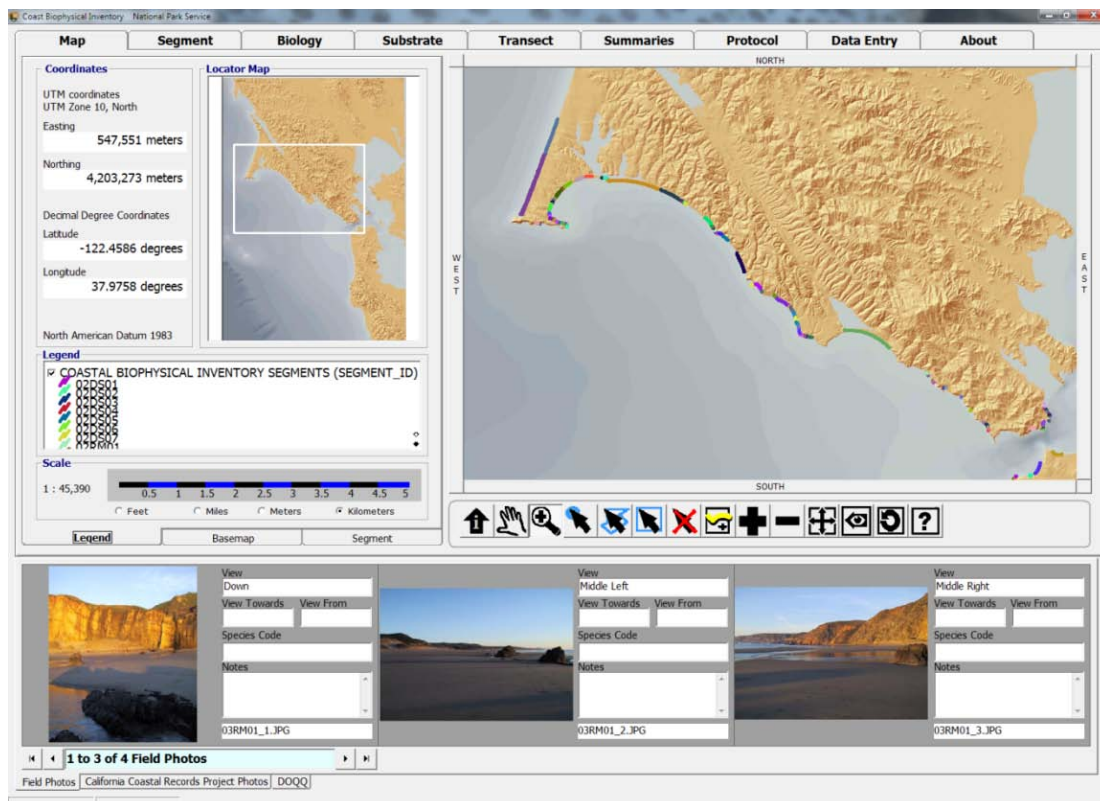 Coast Biophysical Inventory National Park Service
Map Segment Biology Substrate Transect Summaries Protocol Data Entry About
Coordinates
UTM coordinates
UTM Zone 10, North
Easting
547,551 meters
Northing
4,203,273 meters
Decimal Degree Coordinates
Latitude
-122.4586 degrees
Longitude
37.9758 degrees
North American Datum 1983
Locator Map
NORTH
WEST
EAST
SOUTH
Legend
COASTAL BIOPHYSICAL INVENTORY SEGMENTS (SEGMENT_ID)
02DS01
02DS02
02DS03
02DS04
02DS05
02DS06
02DS07
02RM01
Scale
1 : 45,390
0.5 1 1.5 2 2.5 3 3.5 4 4.5 5
Feet Miles Meters Kilometers
Legend Basemap Segment
?
View
Down
View Towards View From
Species Code
Notes
03RM01_1.JPG
View
Middle Left
View Towards View From
Species Code
Notes
03RM01_2.JPG
View
Middle Right
View Towards View From
Species Code
Notes
03RM01_3.JPG
1 to 3 of 4 Field Photos
Field Photos California Coastal Records Project Photos DOQQ